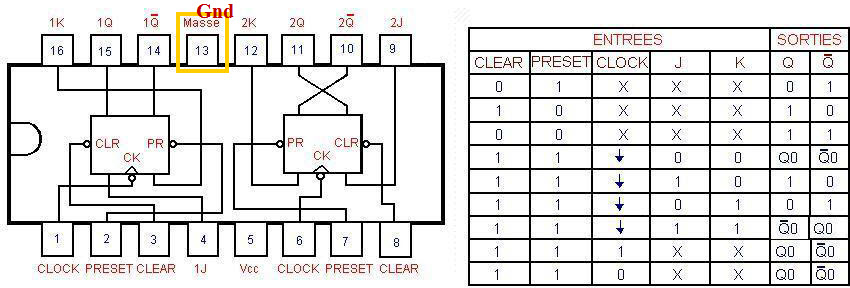 Gnd
1K 1Q 1Q̅ Masse 2K 2Q 2Q̅ 2J
16 15 14 13 12 11 10 9
CLR PR PR CLR
CK CK
1 2 3 4 5 6 7 8
CLOCK PRESET CLEAR 1J Vcc CLOCK PRESET CLEAR
ENTREES SORTIES
CLEAR PRESET CLOCK J K Q Q̅
0 1 X X X 0 1
1 0 X X X 1 0
0 0 X X X 1 1
1 1 ↓ 0 0 Q0 Q̅0
1 1 ↓ 1 0 1 0
1 1 ↓ 0 1 0 1
1 1 ↓ 1 1 Q̅0 Q0
1 1 1 X X Q0 Q̅0
1 1 0 X X Q0 Q̅0